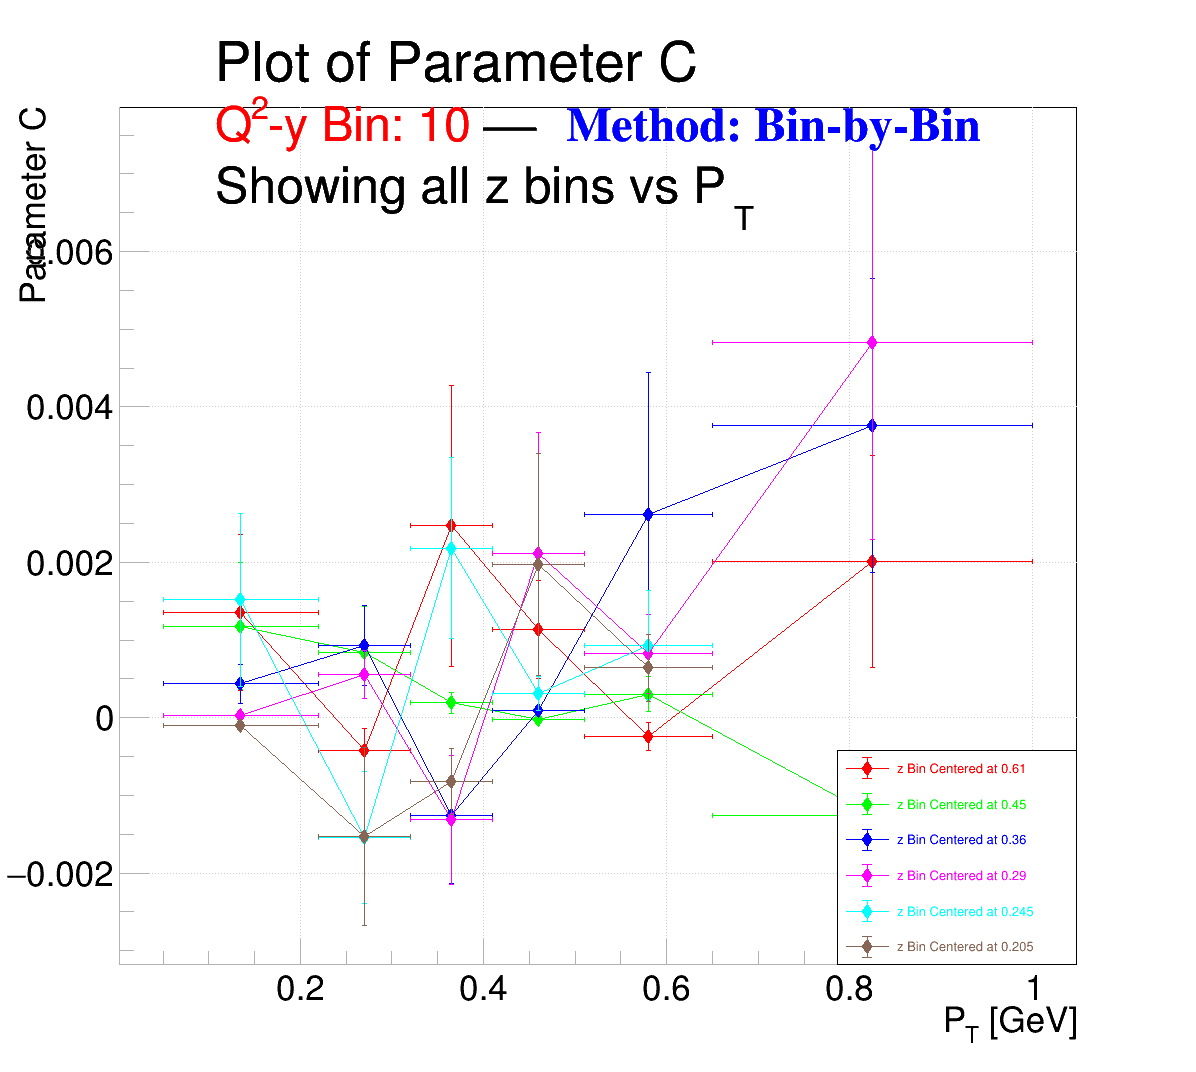 Plot of Parameter C
Q²-y Bin: 10 — Method: Bin-by-Bin
Showing all z bins vs P_T
Parameter C
0.006
0.004
0.002
0
−0.002
z Bin Centered at 0.61
z Bin Centered at 0.45
z Bin Centered at 0.36
z Bin Centered at 0.29
z Bin Centered at 0.245
z Bin Centered at 0.205
0.2 0.4 0.6 0.8 1
P_T [GeV]